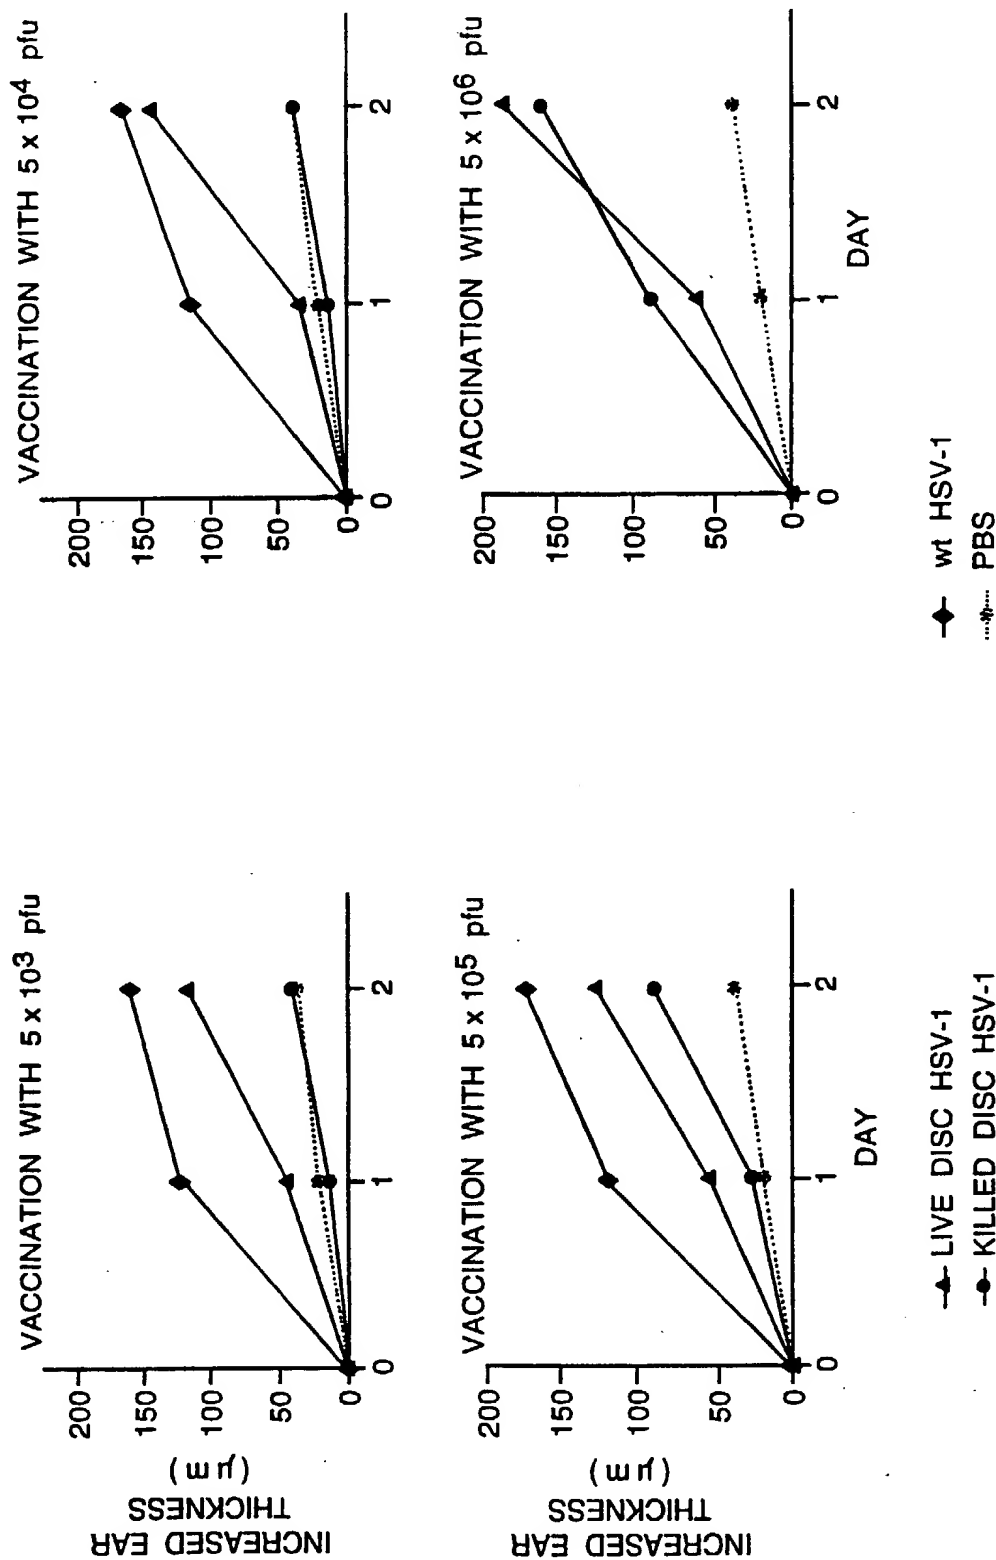 VACCINATION WITH 5 x 10³ pfu
INCREASED EAR
THICKNESS
(µm)
200
150
100
50
0
0
1
2
VACCINATION WITH 5 x 10⁴ pfu
200
150
100
50
0
0
1
2
VACCINATION WITH 5 x 10⁵ pfu
INCREASED EAR
THICKNESS
(µm)
200
150
100
50
0
0
1
2
DAY
VACCINATION WITH 5 x 10⁶ pfu
200
150
100
50
0
0
1
2
DAY
LIVE DISC HSV-1
KILLED DISC HSV-1
wt HSV-1
PBS